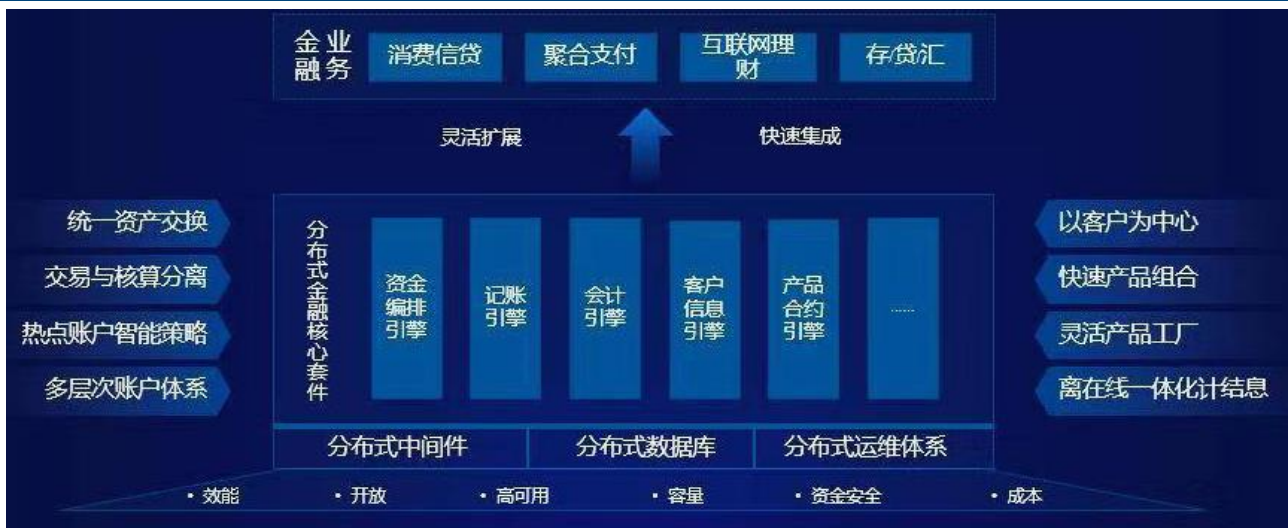 金业
融务
消费信贷
聚合支付
互联网理
财
存/贷/汇
灵活扩展
快速集成
统一资产交换
交易与核算分离
热点账户智能策略
多层次账户体系
分布式金融核心套件
资金
编排
引擎
记账
引擎
会计
引擎
客户
信息
引擎
产品
合约
引擎
......
以客户为中心
快速产品组合
灵活产品工厂
离在线一体化计结息
分布式中间件
分布式数据库
分布式运维体系
• 效能
• 开放
• 高可用
• 容量
• 资金安全
• 成本